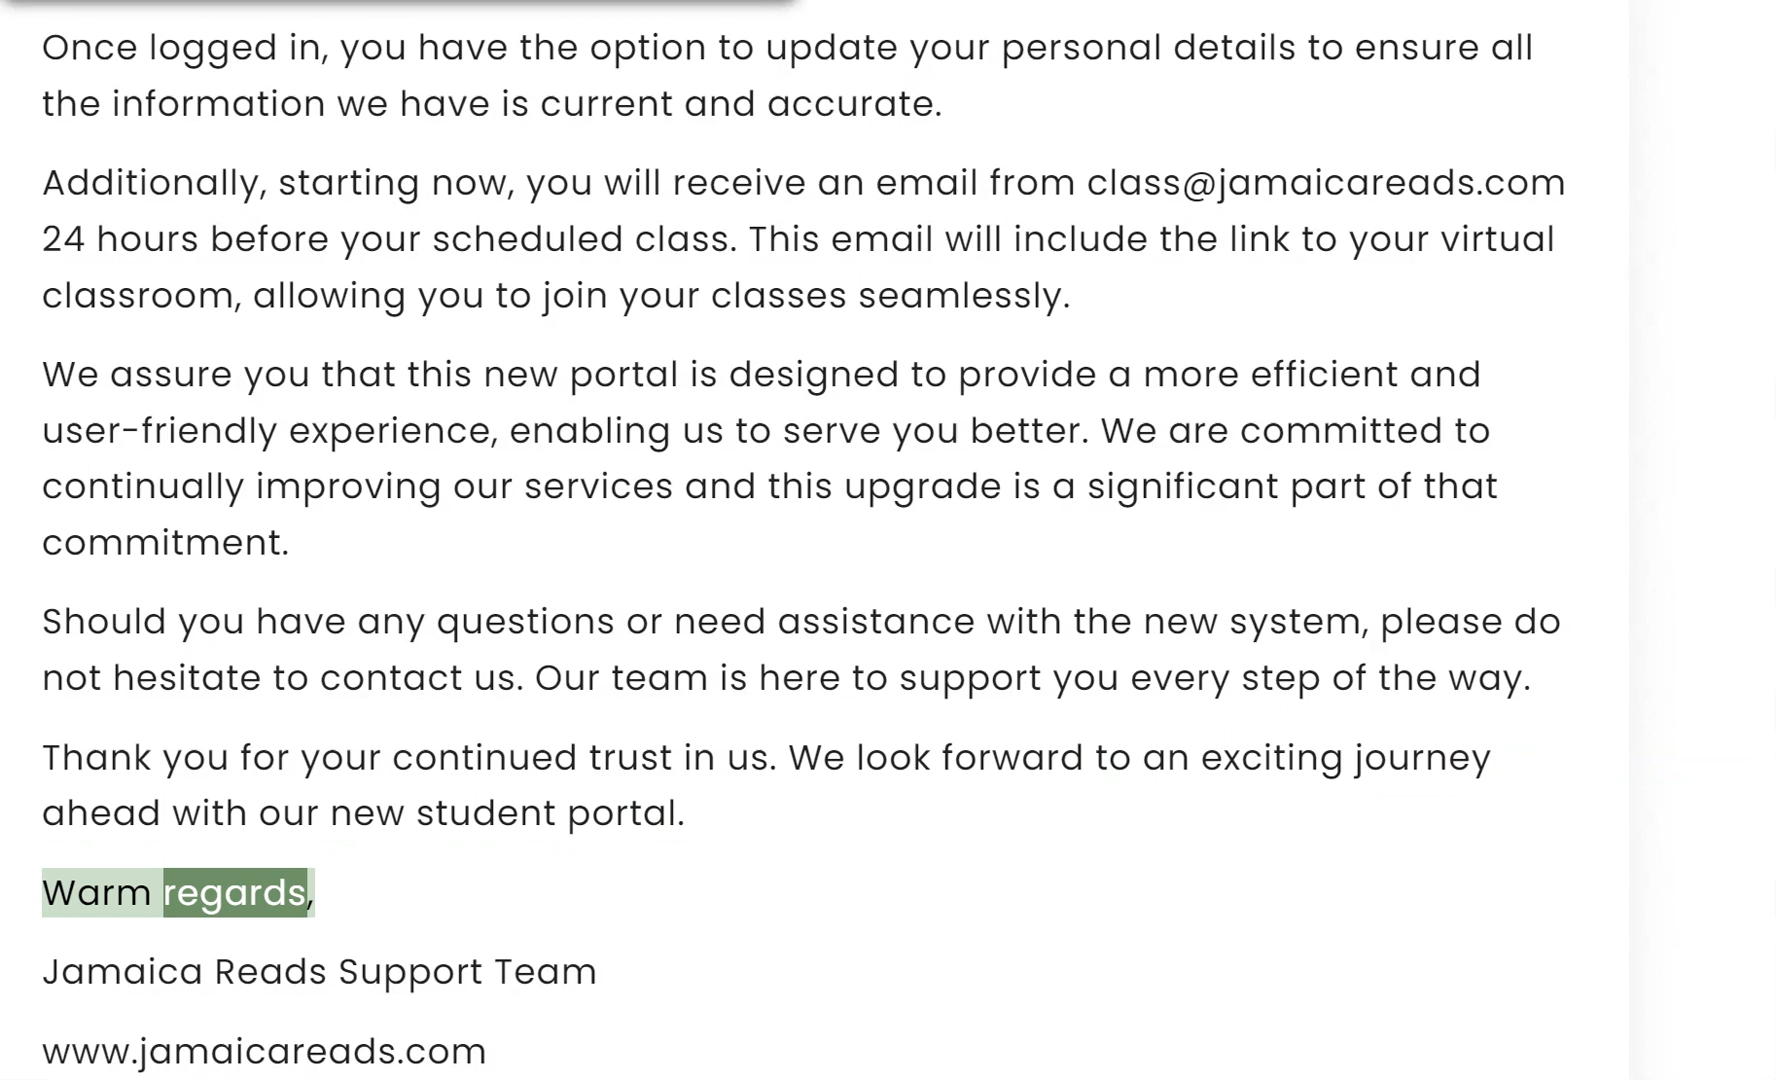 Once logged in, you have the option to update your personal details to ensure all
the information we have is current and accurate.
Additionally, starting now, you will receive an email from class@jamaicareads.com
24 hours before your scheduled class. This email will include the link to your virtual
classroom, allowing you to join your classes seamlessly.
We assure you that this new portal is designed to provide a more efficient and
user-friendly experience, enabling us to serve you better. We are committed to
continually improving our services and this upgrade is a significant part of that
commitment.
Should you have any questions or need assistance with the new system, please do
not hesitate to contact us. Our team is here to support you every step of the way.
Thank you for your continued trust in us. We look forward to an exciting journey
ahead with our new student portal.
Warm regards,
Jamaica Reads Support Team
www.jamaicareads.com